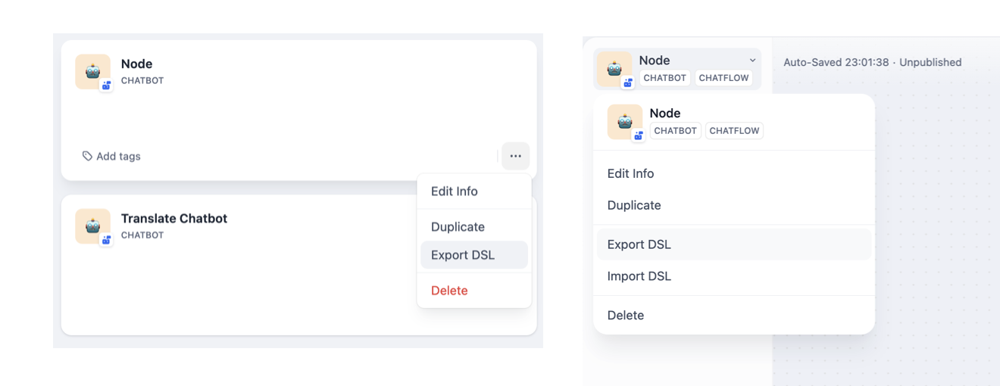 Node
CHATBOT
Add tags
Edit Info
Duplicate
Export DSL
Delete
Translate Chatbot
CHATBOT
Node
CHATBOT CHATFLOW
Auto-Saved 23:01:38 · Unpublished
Node
CHATBOT CHATFLOW
Edit Info
Duplicate
Export DSL
Import DSL
Delete